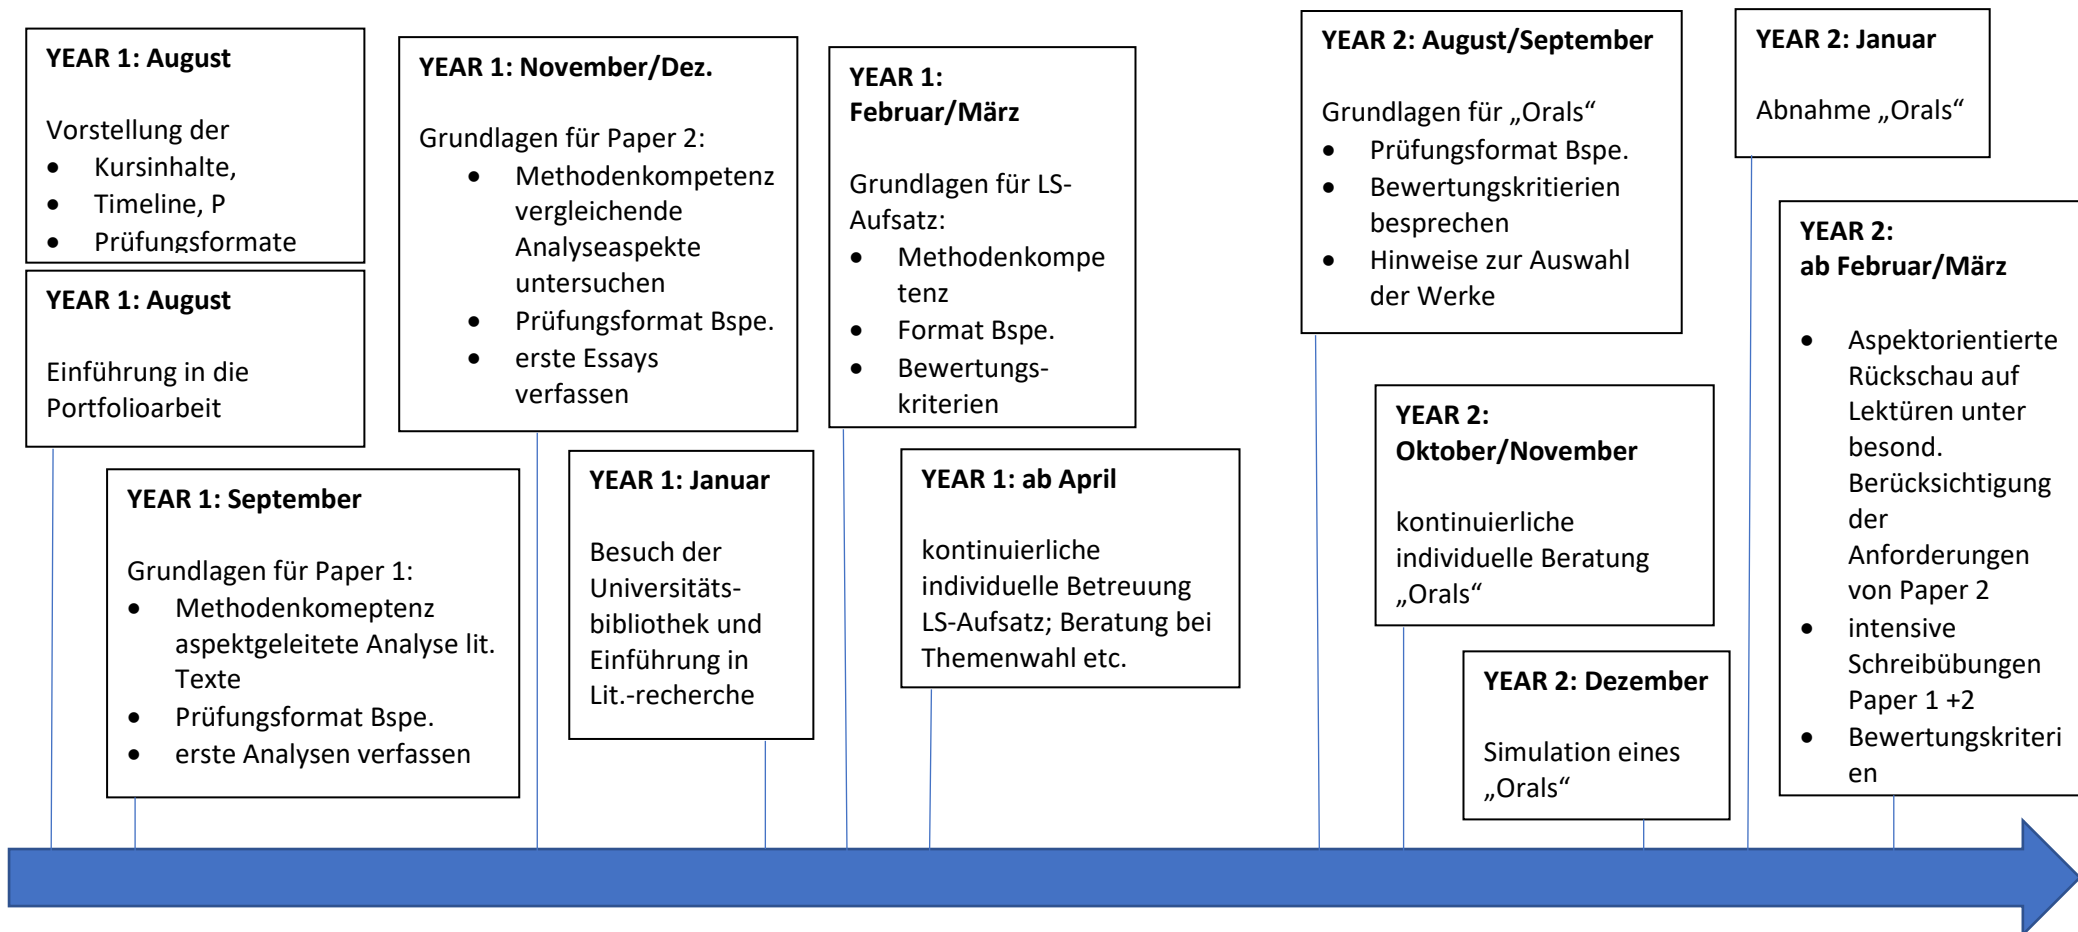 YEAR 1: August
Vorstellung der
• Kursinhalte,
• Timeline, P
• Prüfungsformate
YEAR 1: August
Einführung in die
Portfolioarbeit
YEAR 1: September
Grundlagen für Paper 1:
• Methodenkomeptenz
aspektgeleitete Analyse lit.
Texte
• Prüfungsformat Bspe.
• erste Analysen verfassen
YEAR 1: November/Dez.
Grundlagen für Paper 2:
• Methodenkompetenz
vergleichende
Analyseaspekte
untersuchen
• Prüfungsformat Bspe.
• erste Essays
verfassen
YEAR 1: Januar
Besuch der
Universitäts-
bibliothek und
Einführung in
Lit.-recherche
YEAR 1:
Februar/März
Grundlagen für LS-
Aufsatz:
• Methodenkompe
tenz
• Format Bspe.
• Bewertungs-
kriterien
YEAR 1: ab April
kontinuierliche
individuelle Betreuung
LS-Aufsatz; Beratung bei
Themenwahl etc.
YEAR 2: August/September
Grundlagen für „Orals“
• Prüfungsformat Bspe.
• Bewertungskritierien
besprechen
• Hinweise zur Auswahl
der Werke
YEAR 2:
Oktober/November
kontinuierliche
individuelle Beratung
„Orals“
YEAR 2: Dezember
Simulation eines
„Orals“
YEAR 2: Januar
Abnahme „Orals“
YEAR 2:
ab Februar/März
• Aspektorientierte
Rückschau auf
Lektüren unter
besond.
Berücksichtigung
der
Anforderungen
von Paper 2
• intensive
Schreibübungen
Paper 1 +2
• Bewertungskriteri
en